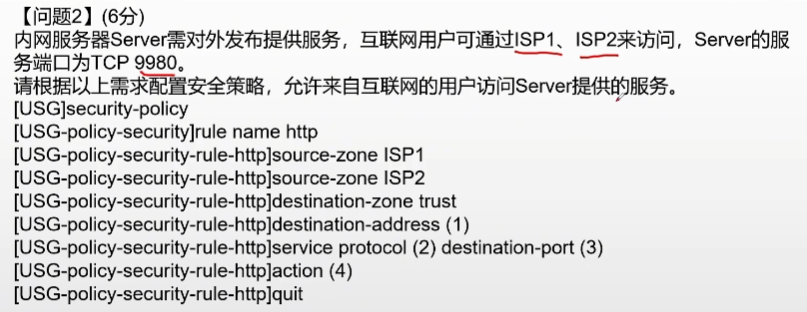 【问题2】(6分)
内网服务器Server需对外发布提供服务，互联网用户可通过ISP1、ISP2来访问，Server的服
务端口为TCP 9980。
请根据以上需求配置安全策略，允许来自互联网的用户访问Server提供的服务。
[USG]security-policy
[USG-policy-security]rule name http
[USG-policy-security-rule-http]source-zone ISP1
[USG-policy-security-rule-http]source-zone ISP2
[USG-policy-security-rule-http]destination-zone trust
[USG-policy-security-rule-http]destination-address (1)
[USG-policy-security-rule-http]service protocol (2) destination-port (3)
[USG-policy-security-rule-http]action (4)
[USG-policy-security-rule-http]quit